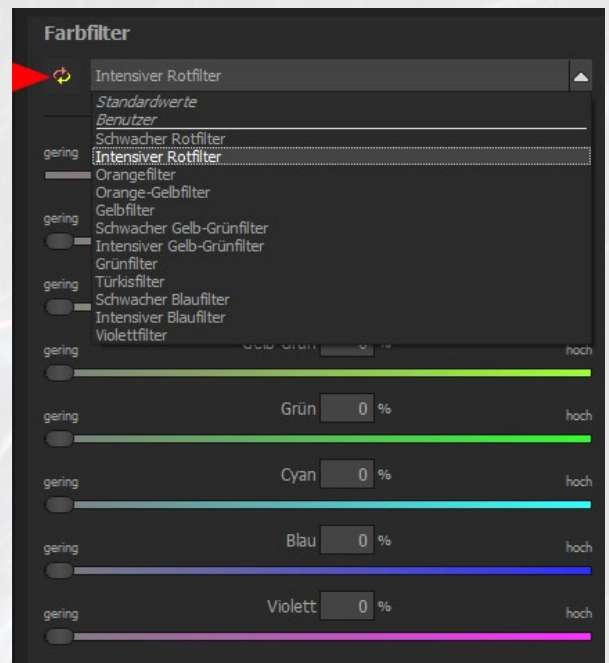 Farbfilter
Intensiver Rotfilter
Standardwerte
Benutzer
Schwacher Rotfilter
gering
Intensiver Rotfilter
Orangefilter
Orange-Gelbfilter
gering
Gelbfilter
Schwacher Gelb-Grünfilter
Intensiver Gelb-Grünfilter
Grünfilter
gering
Türkisfilter
Schwacher Blaufilter
Intensiver Blaufilter
Violettfilter
gering hoch
Grün 0 %
gering hoch
Cyan 0 %
gering hoch
Blau 0 %
gering hoch
Violett 0 %
gering hoch